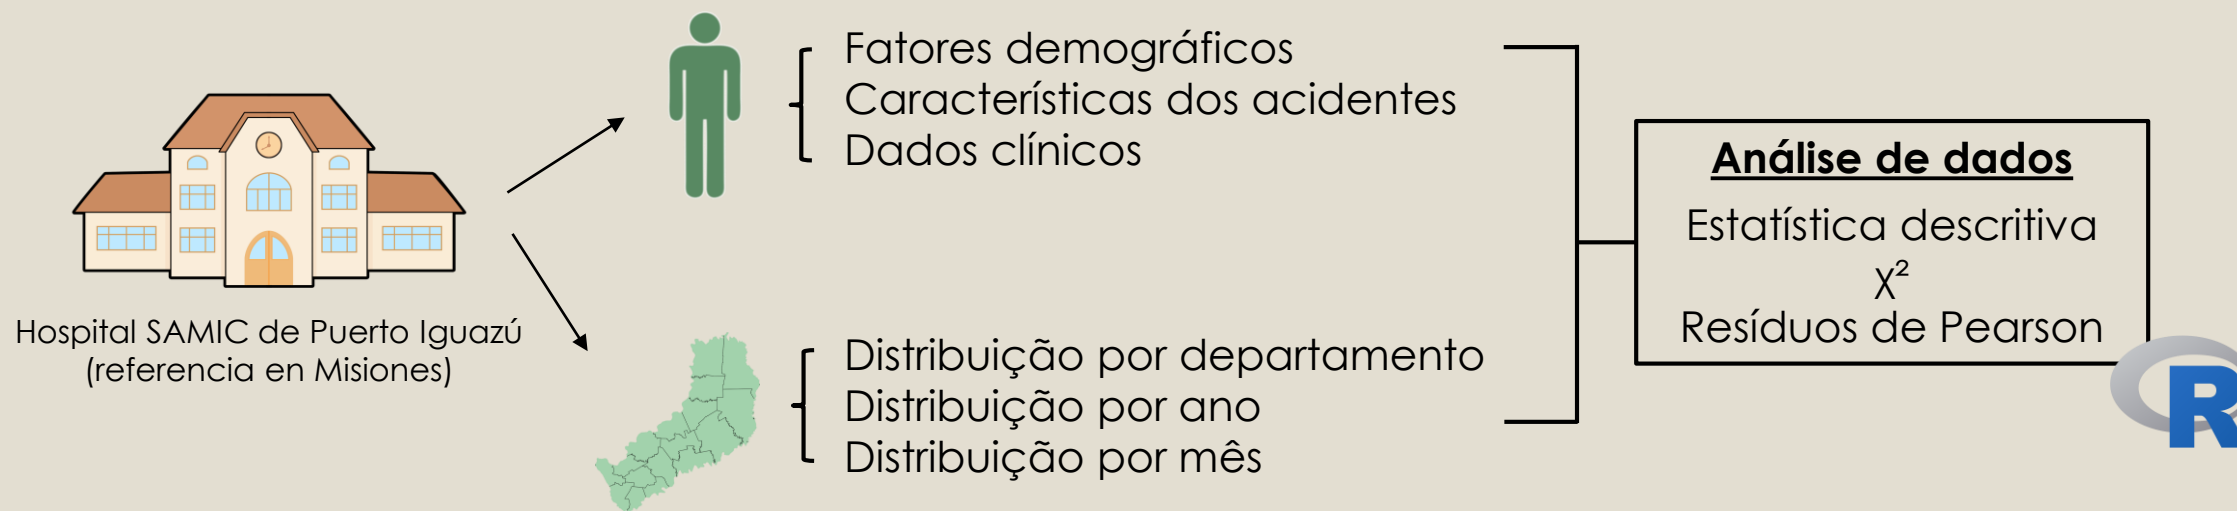 Hospital SAMIC de Puerto Iguazú
(referencia en Misiones)
Fatores demográficos
Características dos acidentes
Dados clínicos
Distribuição por departamento
Distribuição por ano
Distribuição por mês
Análise de dados
Estatística descritiva
X²
Resíduos de Pearson
R